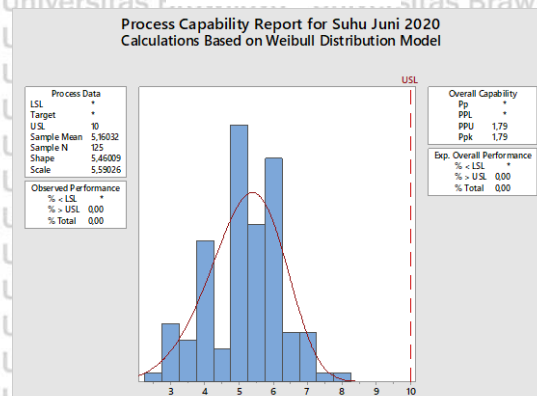 Process Capability Report for Suhu Juni 2020
Calculations Based on Weibull Distribution Model
Process Data
LSL *
Target *
USL 10
Sample Mean 5,16032
Sample N 125
Shape 5,46009
Scale 5,59026
Observed Performance
% < LSL *
% > USL 0,00
% Total 0,00
USL
Overall Capability
Pp *
PPL *
PPU 1,79
Ppk 1,79
Exp. Overall Performance
% < LSL *
% > USL 0,00
% Total 0,00
3 4 5 6 7 8 9 10